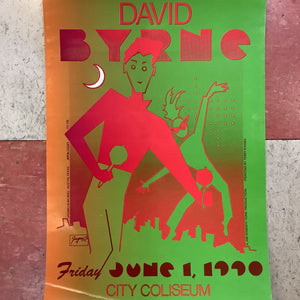 DAVID
BYRNE
Friday JUNE 1, 1990
CITY COLISEUM